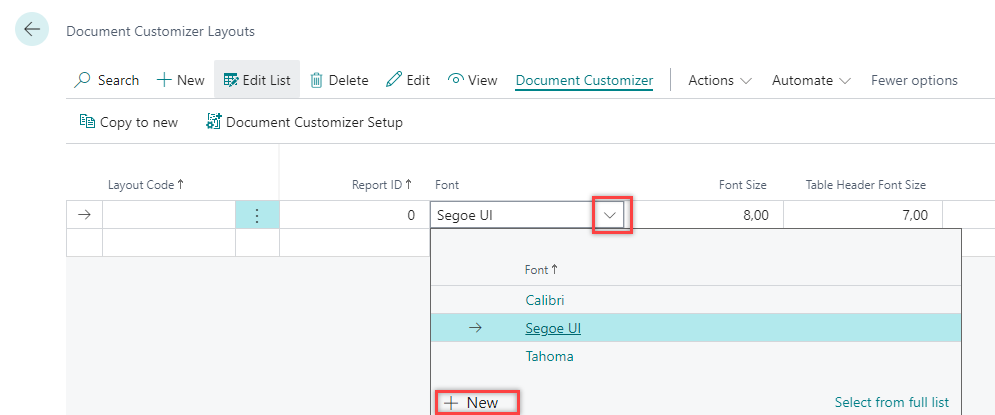 Document Customizer Layouts
Search New Edit List Delete Edit View Document Customizer Actions Automate Fewer options
Copy to new Document Customizer Setup
Layout Code↑ Report ID↑ Font Font Size Table Header Font Size
0 Segoe UI 8,00 7,00
Font↑
Calibri
Segoe UI
Tahoma
+ New Select from full list